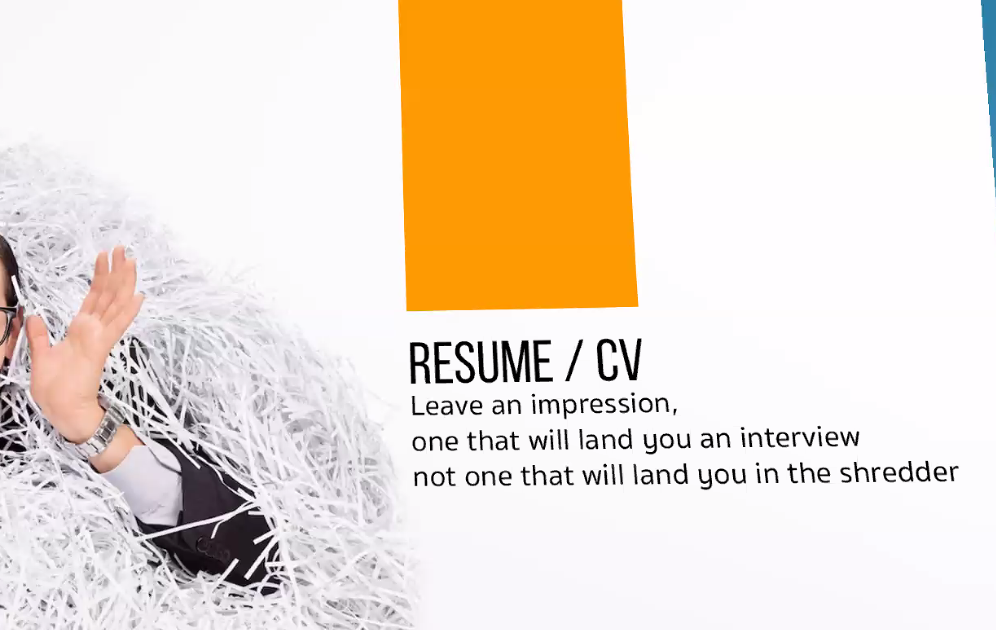 RESUME / CV
Leave an impression,
one that will land you an interview
not one that will land you in the shredder